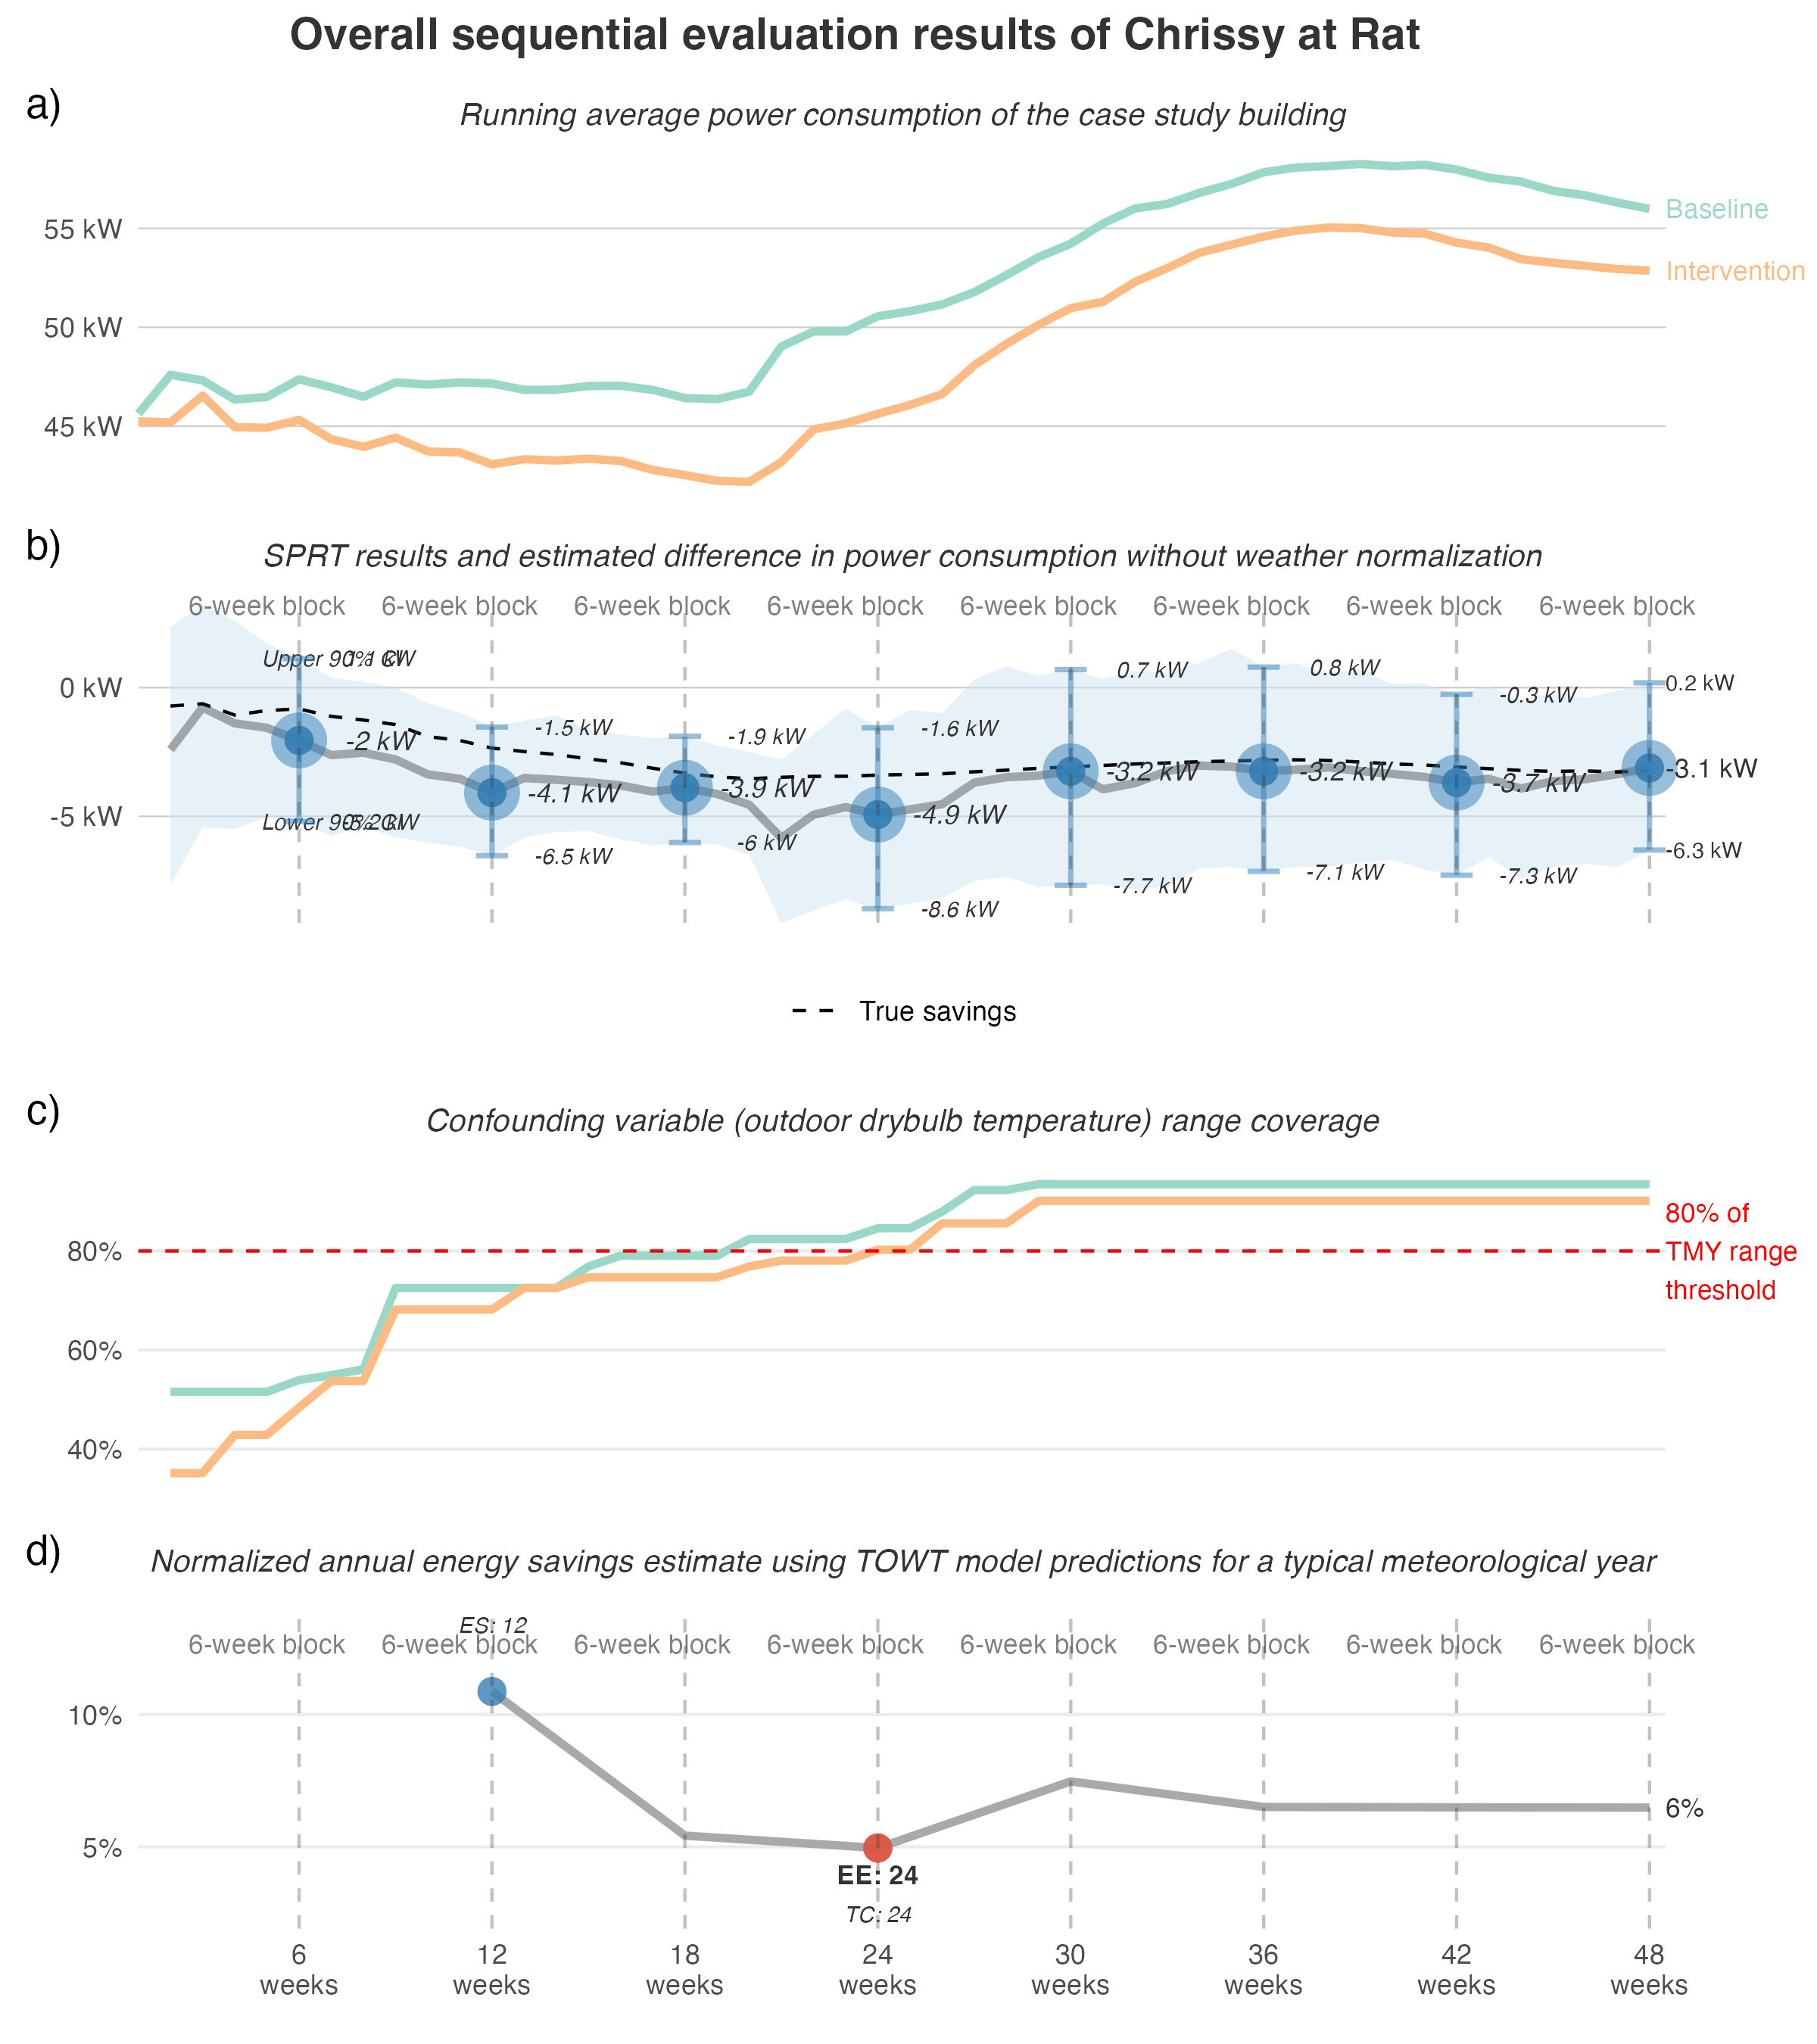 Overall sequential evaluation results of Chrissy at Rat
a)
Running average power consumption of the case study building
55 kW
50 kW
45 kW
Baseline
Intervention
b)
SPRT results and estimated difference in power consumption without weather normalization
6-week block 6-week block 6-week block 6-week block 6-week block 6-week block 6-week block 6-week block
0 kW
-5 kW
Upper 90% CI
Lower 90% CI
-5.2 kW
-2 kW
-1.5 kW
-4.1 kW
-6.5 kW
-1.9 kW
-3.9 kW
-6 kW
-1.6 kW
-4.9 kW
-8.6 kW
0.7 kW
-3.2 kW
-7.7 kW
0.8 kW
-3.2 kW
-7.1 kW
-0.3 kW
-3.7 kW
-7.3 kW
0.2 kW
-3.1 kW
-6.3 kW
True savings
c)
Confounding variable (outdoor drybulb temperature) range coverage
80%
60%
40%
80% of
TMY range
threshold
d)
Normalized annual energy savings estimate using TOWT model predictions for a typical meteorological year
ES: 12
6-week block 6-week block 6-week block 6-week block 6-week block 6-week block 6-week block 6-week block
10%
5%
6%
EE: 24
TC: 24
6 12 18 24 30 36 42 48
weeks weeks weeks weeks weeks weeks weeks weeks